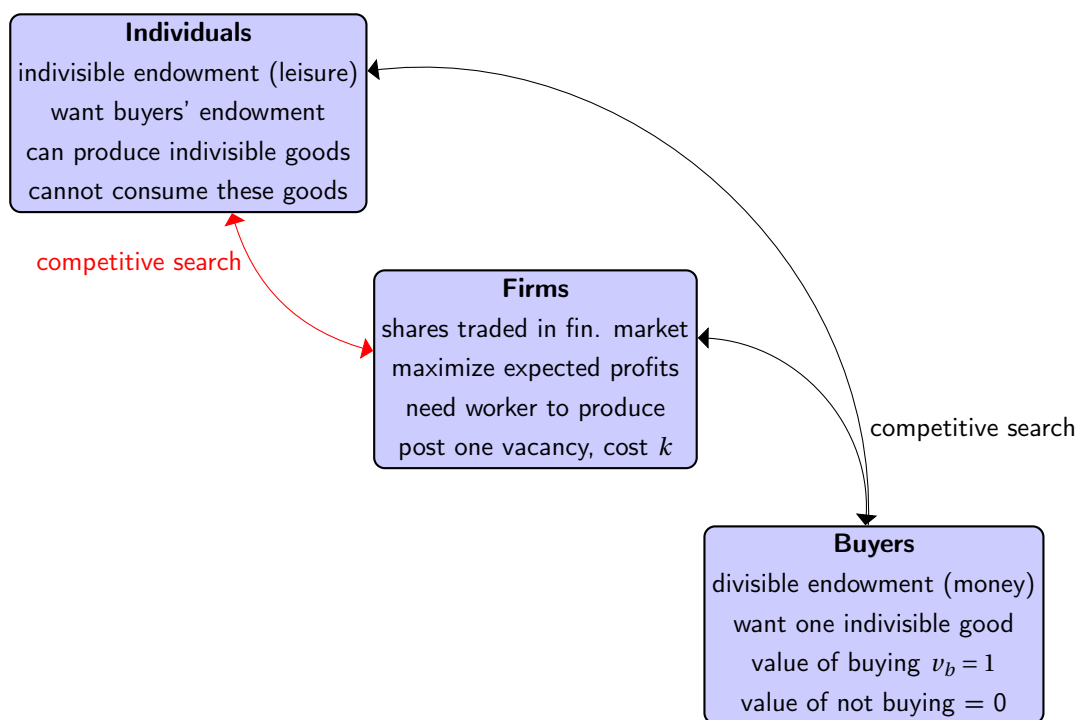 Individuals
indivisible endowment (leisure)
want buyers’ endowment
can produce indivisible goods
cannot consume these goods
competitive search
Firms
shares traded in fin. market
maximize expected profits
need worker to produce
post one vacancy, cost k
competitive search
Buyers
divisible endowment (money)
want one indivisible good
value of buying v_b = 1
value of not buying = 0